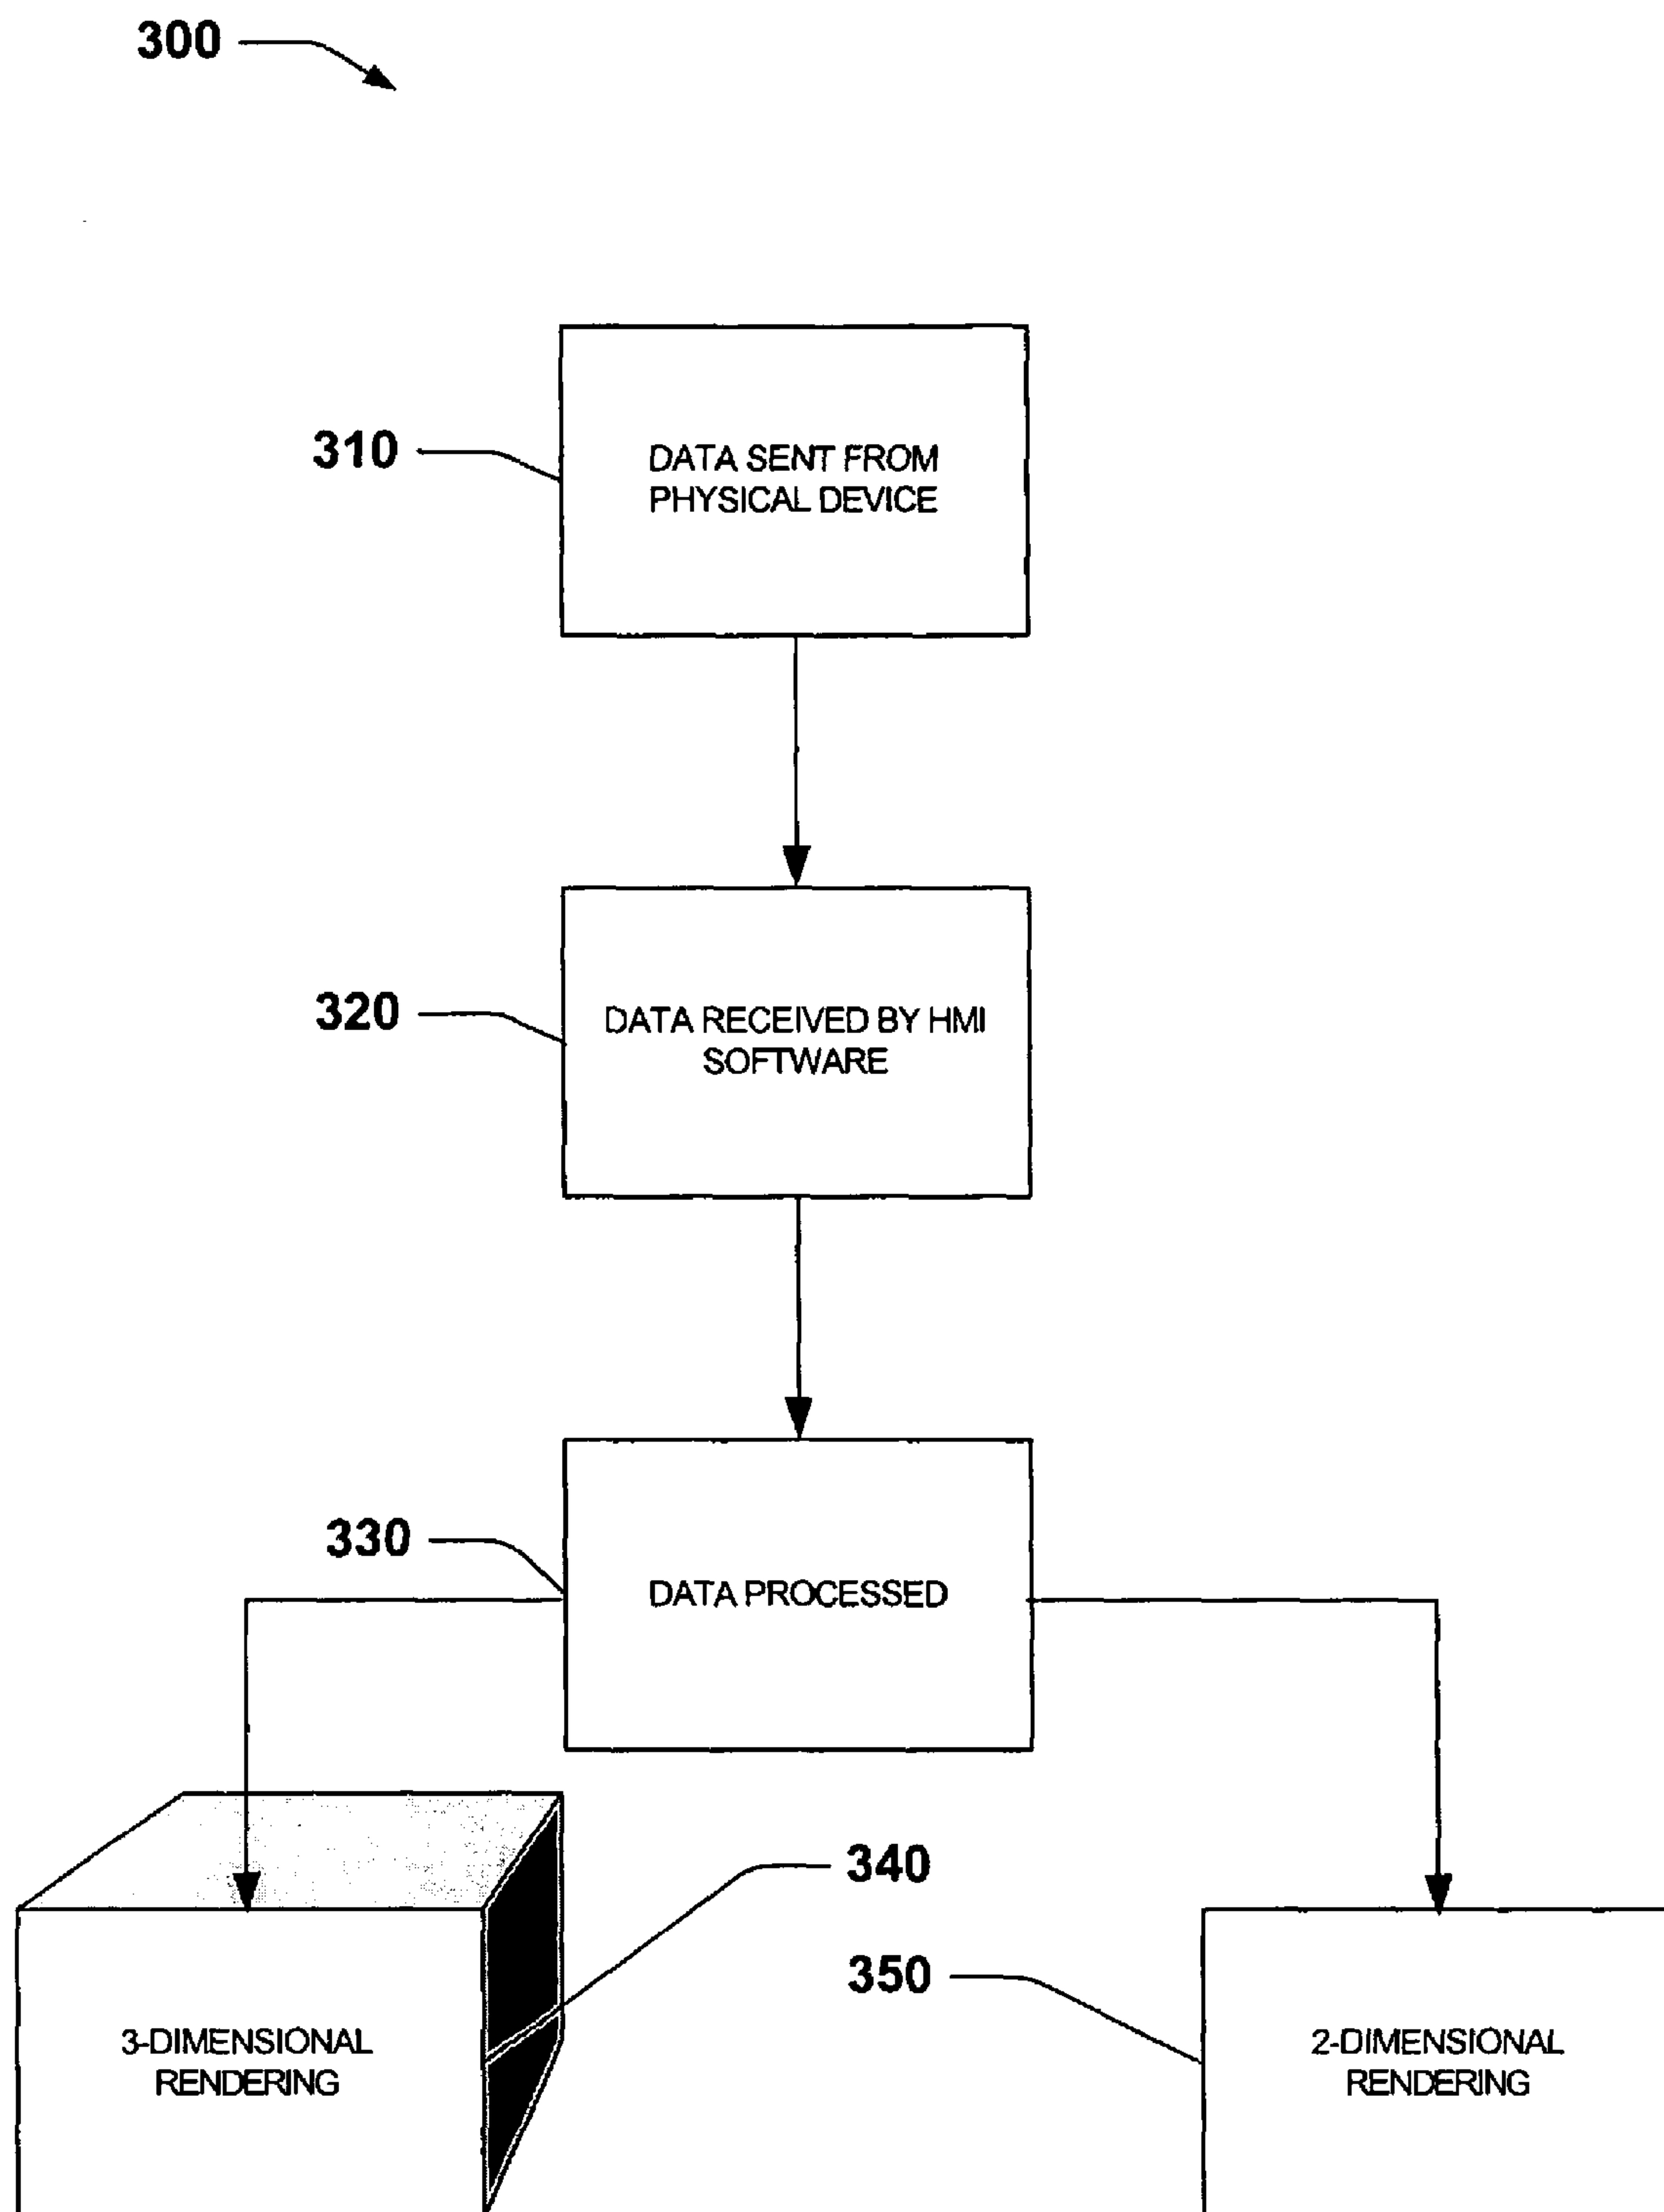 300
310
DATA SENT FROM
PHYSICAL DEVICE
320
DATA RECEIVED BY HMI
SOFTWARE
330
DATA PROCESSED
340
350
3-DIMENSIONAL
RENDERING
2-DIMENSIONAL
RENDERING